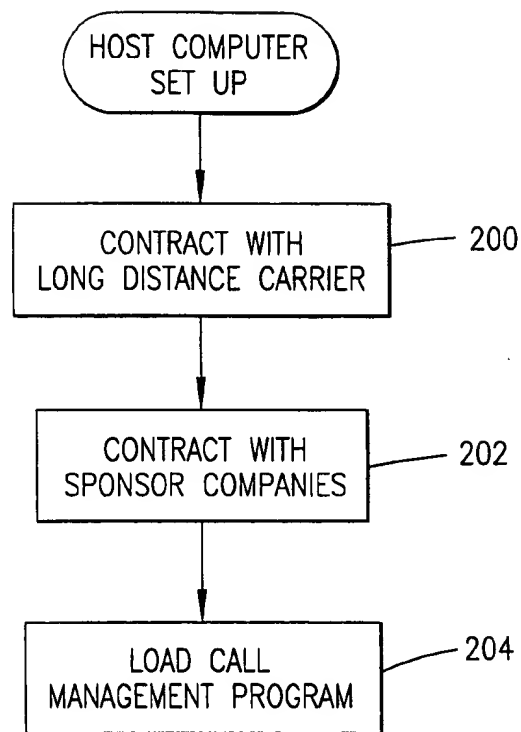 HOST COMPUTER
SET UP
CONTRACT WITH
LONG DISTANCE CARRIER
200
CONTRACT WITH
SPONSOR COMPANIES
202
LOAD CALL
MANAGEMENT PROGRAM
204